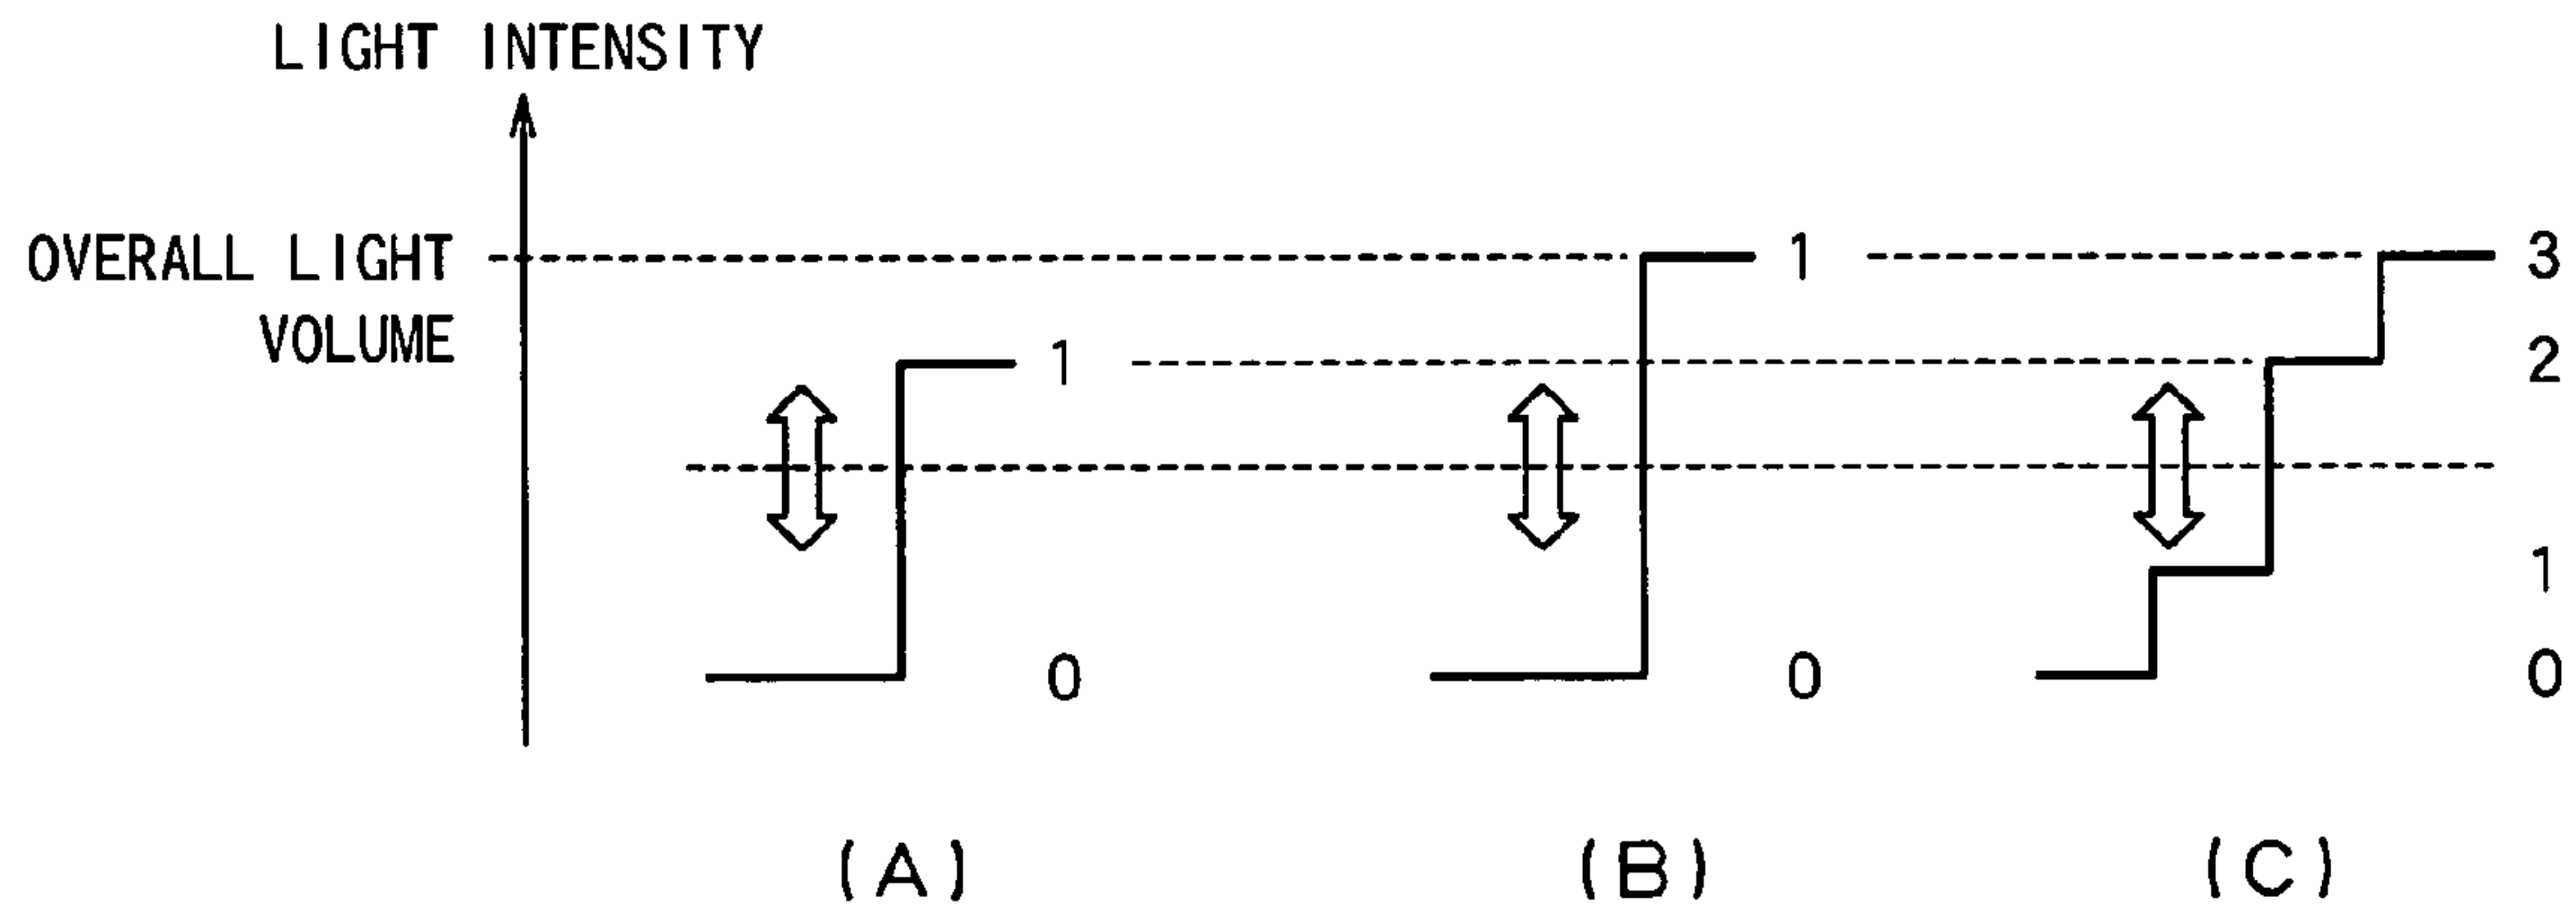 LIGHT INTENSITY
OVERALL LIGHT
VOLUME
1
3
1
2
1
0
0
0
(A)
(B)
(C)